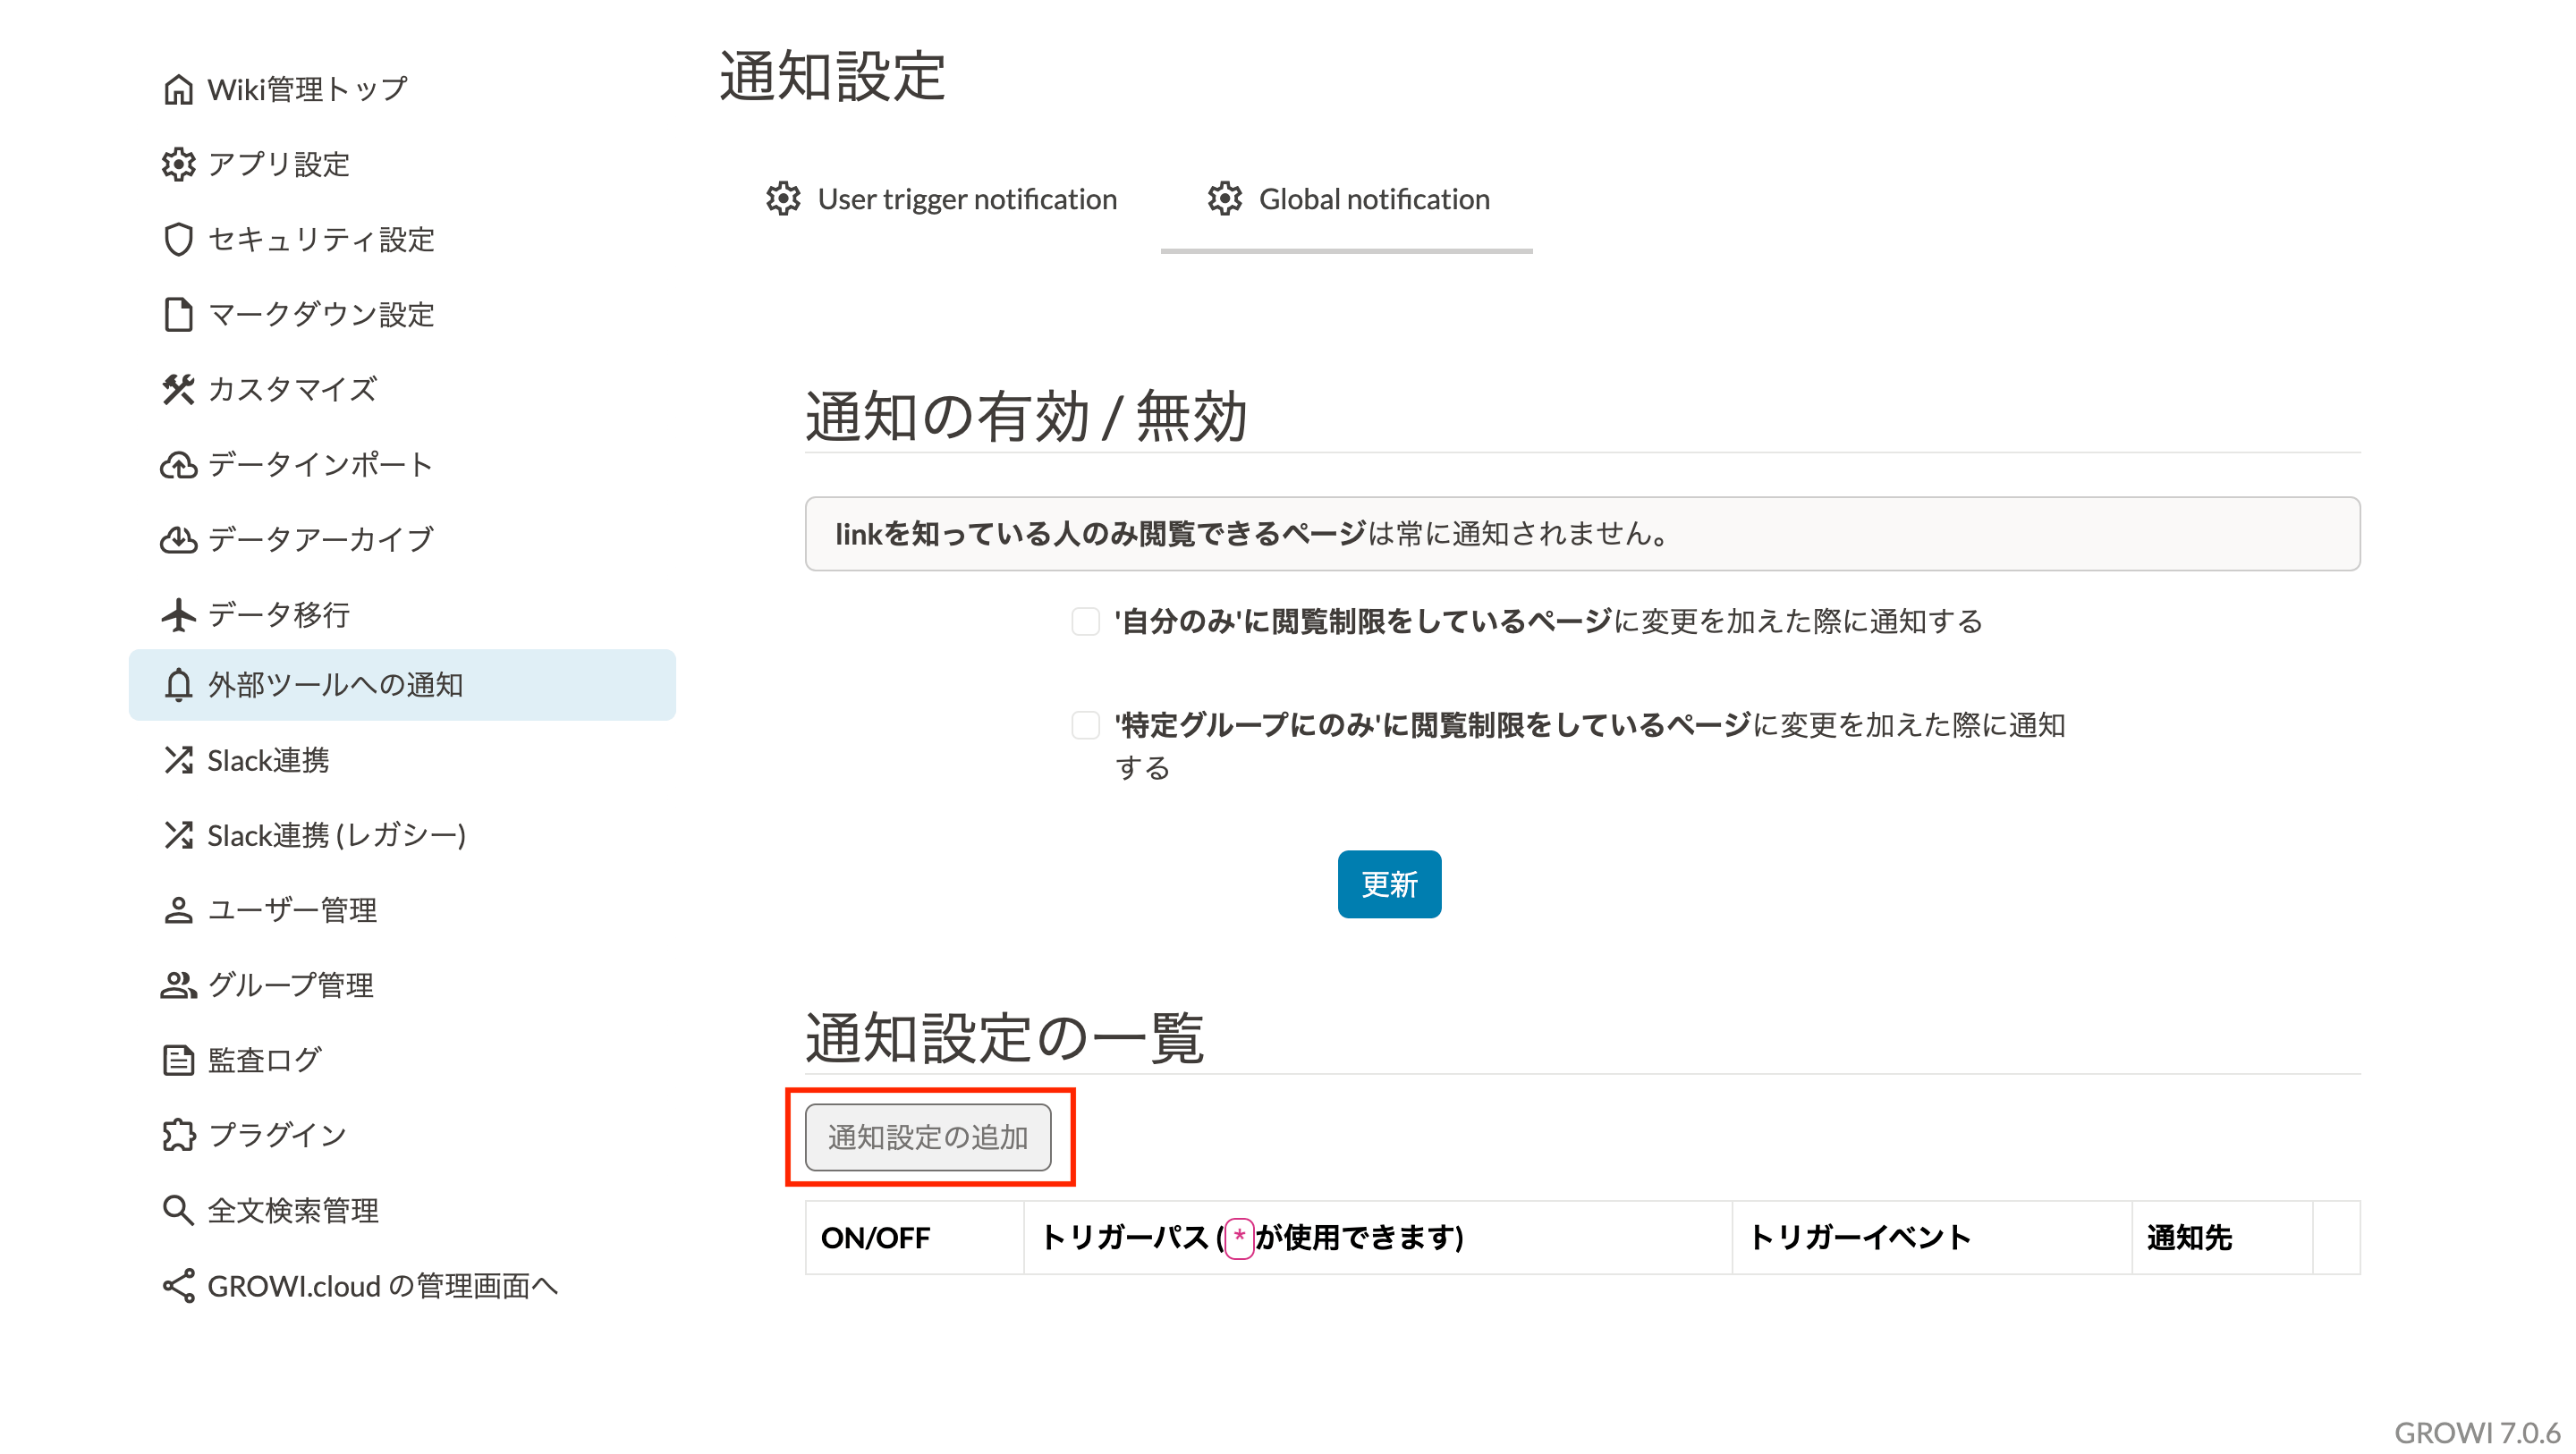 Wiki管理トップ
アプリ設定
セキュリティ設定
マークダウン設定
カスタマイズ
データインポート
データアーカイブ
データ移行
外部ツールへの通知
Slack連携
Slack連携 (レガシー)
ユーザー管理
グループ管理
監査ログ
プラグイン
全文検索管理
GROWI.cloud の管理画面へ
通知設定
User trigger notification
Global notification
通知の有効 / 無効
linkを知っている人のみ閲覧できるページは常に通知されません。
'自分のみ'に閲覧制限をしているページに変更を加えた際に通知する
'特定グループにのみ'に閲覧制限をしているページに変更を加えた際に通知
する
更新
通知設定の一覧
通知設定の追加
ON/OFF
トリガーパス (*が使用できます)
トリガーイベント
通知先
GROWI 7.0.6